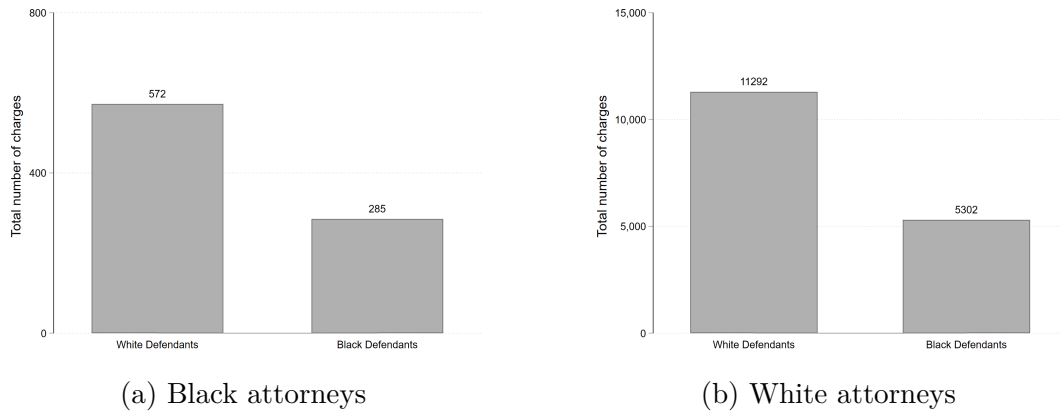 Total number of charges
800
400
0
572
285
White Defendants
Black Defendants
(a) Black attorneys
Total number of charges
15,000
10,000
5,000
0
11292
5302
White Defendants
Black Defendants
(b) White attorneys